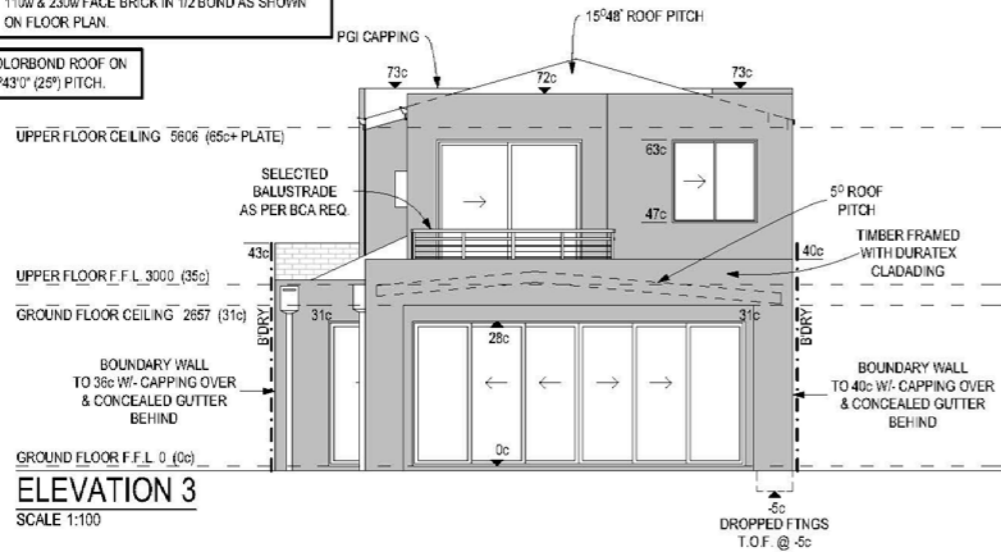 110w & 230w FACE BRICK IN 1/2 BOND AS SHOWN
ON FLOOR PLAN.
OLORBOND ROOF ON
43'0" (25º) PITCH.
PGI CAPPING
15º48' ROOF PITCH
73c
72c
73c
UPPER FLOOR CEILING 5606 (65c+ PLATE)
63c
SELECTED
BALUSTRADE
AS PER BCA REQ.
47c
5º ROOF
PITCH
TIMBER FRAMED
WITH DURATEX
CLADADING
43c
40c
UPPER FLOOR F.F.L. 3000 (35c)
GROUND FLOOR CEILING 2657 (31c)
31c
31c
B'DRY
B'DRY
28c
BOUNDARY WALL
TO 36c W/- CAPPING OVER
& CONCEALED GUTTER
BEHIND
BOUNDARY WALL
TO 40c W/- CAPPING OVER
& CONCEALED GUTTER
BEHIND
0c
GROUND FLOOR F.F.L. 0 (0c)
ELEVATION 3
SCALE 1:100
-5c
DROPPED FTNGS
T.O.F. @ -5c